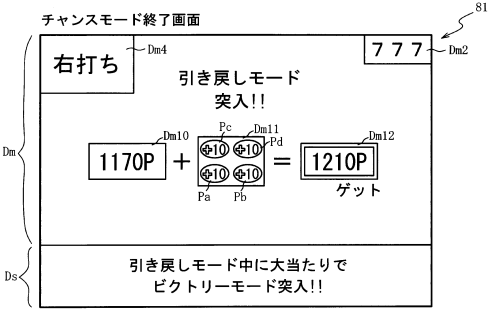 チャンスモード終了画面
81
右打ち
Dm4
777
Dm2
引き戻しモード
突入!!
Dm
Dm10
Pc
Dm11
Pd
Dm12
1170P + +10 +10 = 1210P
+10 +10
Pa
Pb
ゲット
Ds
引き戻しモード中に大当たりで
ビクトリーモード突入!!